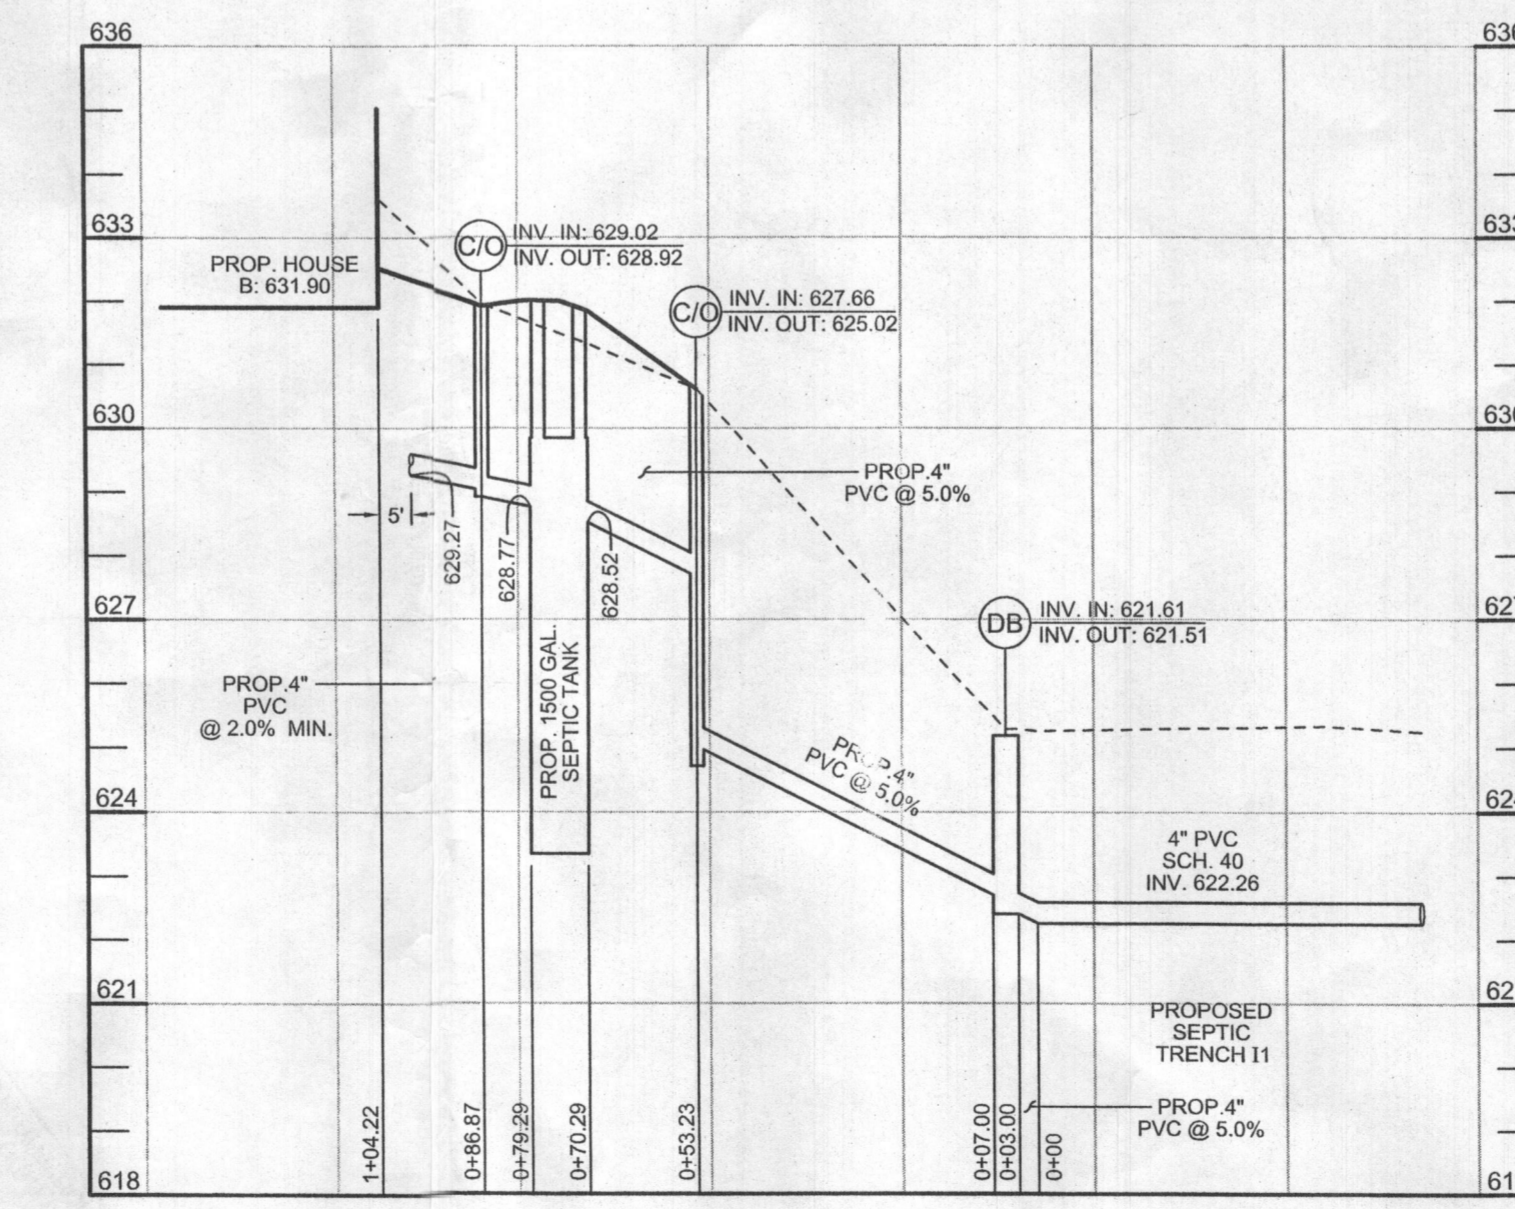 636
636
633
633
630
630
627
627
624
624
621
618
PROP. HOUSE
B: 631.90
C/O
INV. IN: 629.02
INV. OUT: 628.92
C/O
INV. IN: 627.66
INV. OUT: 625.02
PROP.4"
PVC @ 5.0%
5'
629.27
628.77
628.52
PROP. 1500 GAL.
SEPTIC TANK
PROP.4"
PVC
@ 2.0% MIN.
DB
INV. IN: 621.61
INV. OUT: 621.51
PROP.4"
PVC @ 5.0%
4" PVC
SCH. 40
INV. 622.26
PROPOSED
SEPTIC
TRENCH I1
PROP.4"
PVC @ 5.0%
1+04.22
0+86.87
0+79.29
0+70.29
0+53.23
0+07.00
0+03.00
0+00